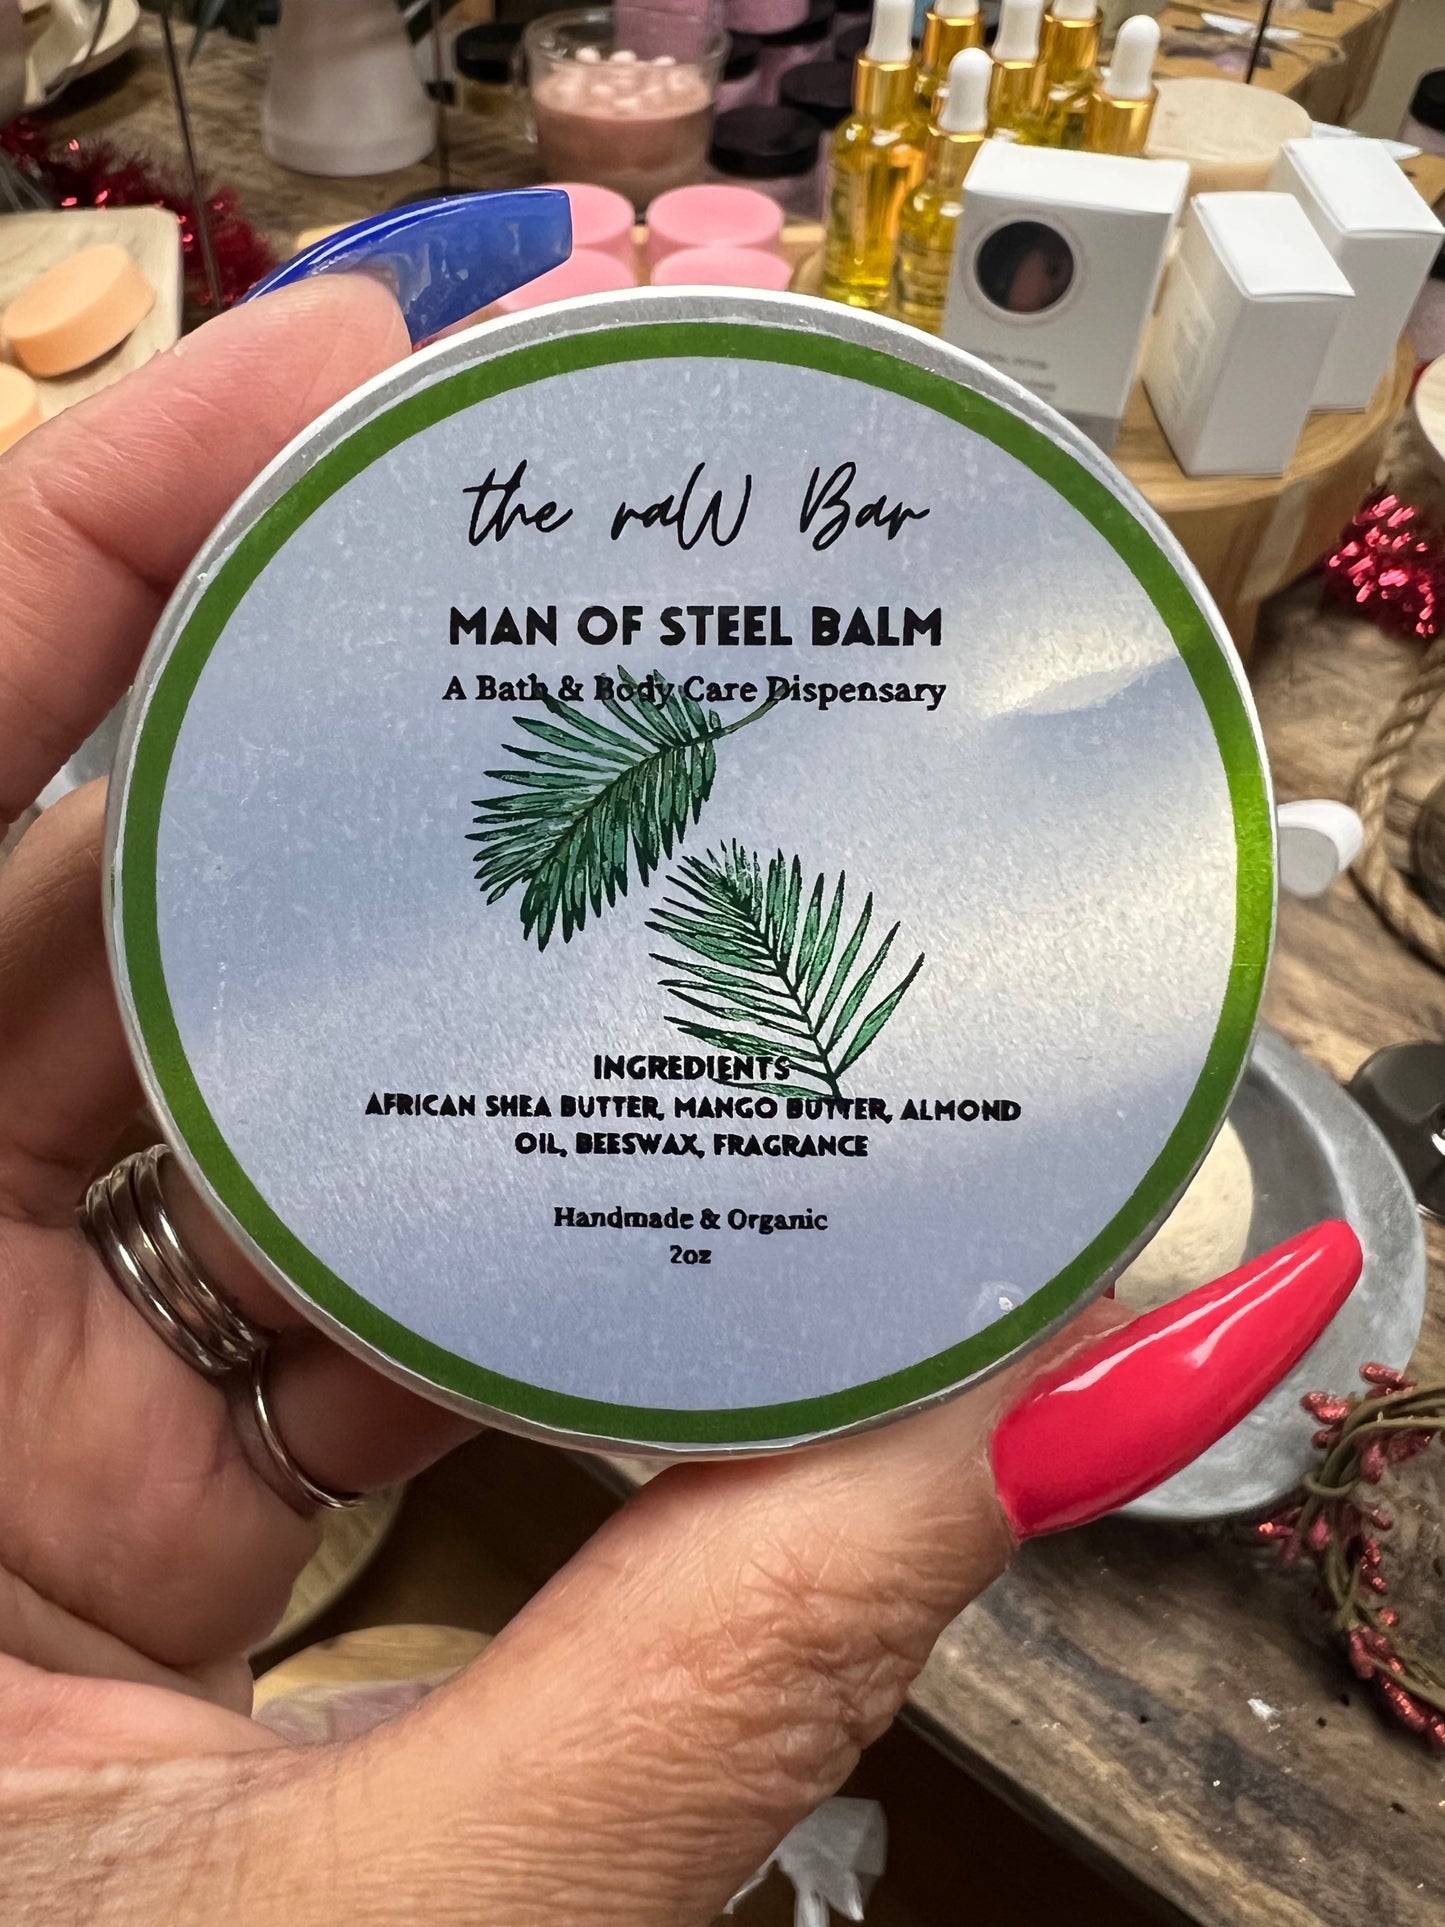 the raW Bar
MAN OF STEEL BALM
A Bath & Body Care Dispensary
INGREDIENTS
AFRICAN SHEA BUTTER, MANGO BUTTER, ALMOND
OIL, BEESWAX, FRAGRANCE
Handmade & Organic
2oz